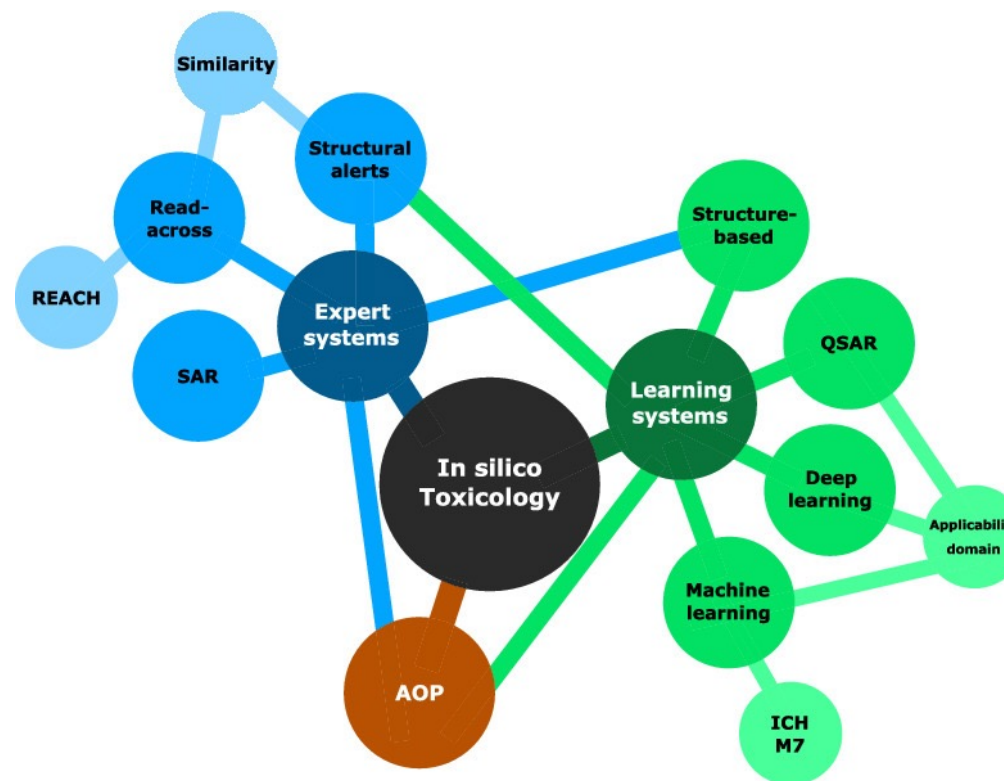 Similarity
Structural
alerts
Read-
across
Structure-
based
REACH
Expert
systems
QSAR
SAR
Learning
systems
In silico
Toxicology
Deep
learning
Applicabili
domain
Machine
learning
AOP
ICH
M7